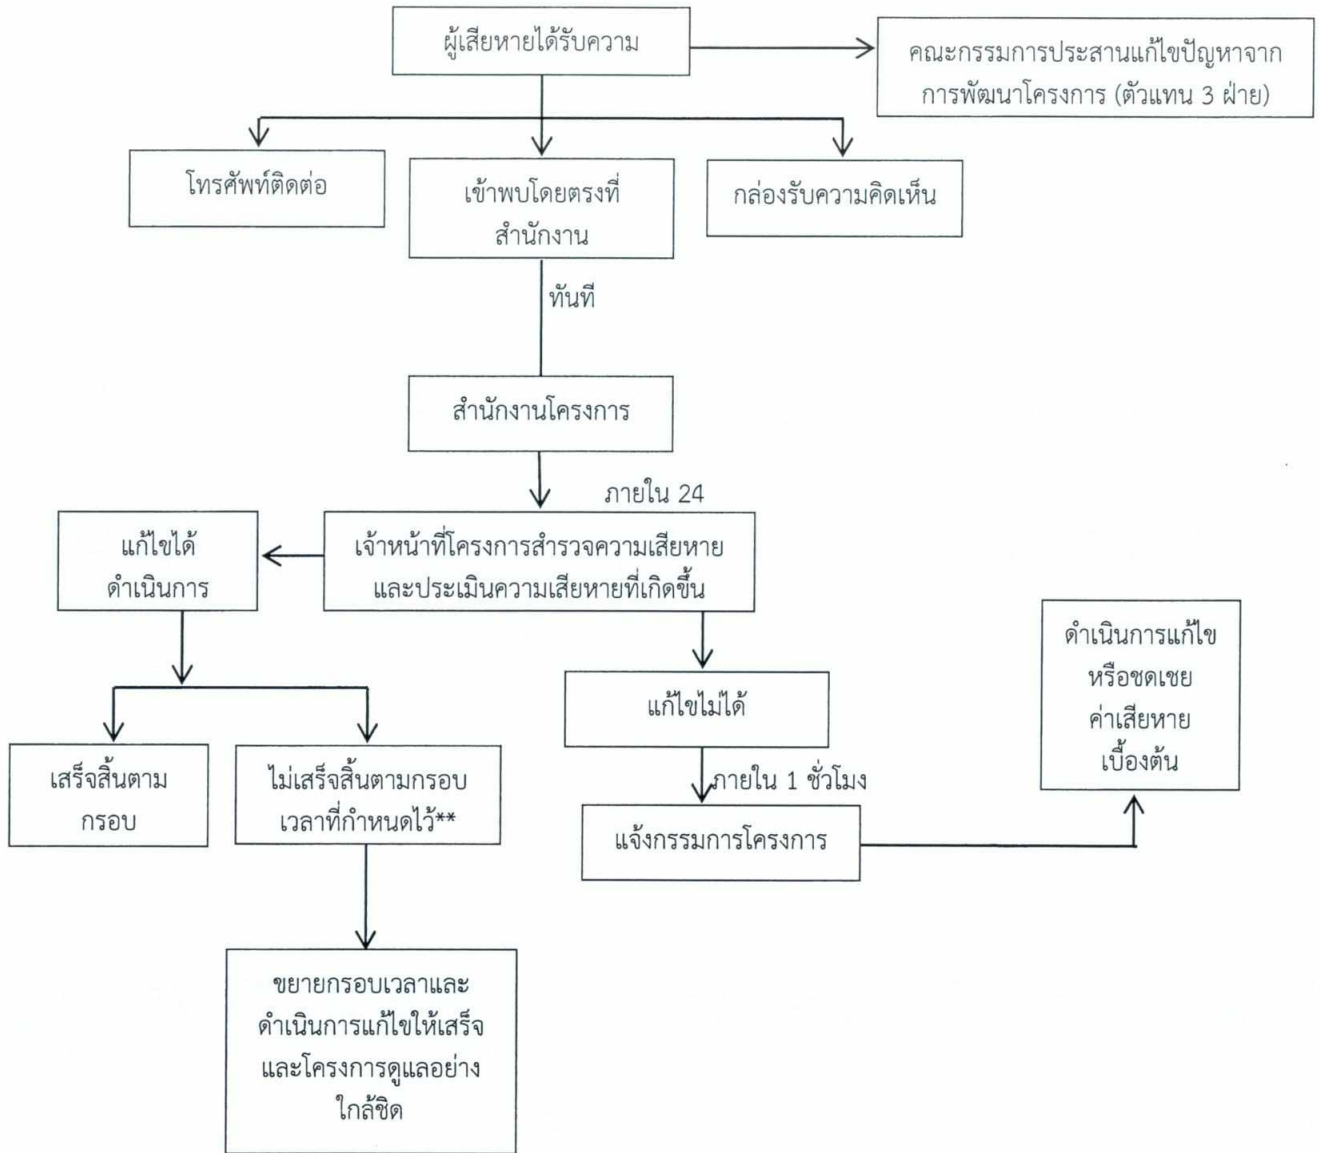 ผู้เสียหายได้รับความ
คณะกรรมการประสานแก้ไขปัญหาจาก
การพัฒนาโครงการ (ตัวแทน 3 ฝ่าย)
โทรศัพท์ติดต่อ
เข้าพบโดยตรงที่
สำนักงาน
กล่องรับความคิดเห็น
ทันที
สำนักงานโครงการ
ภายใน 24
แก้ไขได้
ดำเนินการ
เจ้าหน้าที่โครงการสำรวจความเสียหาย
และประเมินความเสียหายที่เกิดขึ้น
ดำเนินการแก้ไข
หรือชดเชย
ค่าเสียหาย
เบื้องต้น
แก้ไขไม่ได้
เสร็จสิ้นตาม
กรอบ
ไม่เสร็จสิ้นตามกรอบ
เวลาที่กำหนดไว้**
ภายใน 1 ชั่วโมง
แจ้งกรรมการโครงการ
ขยายกรอบเวลาและ
ดำเนินการแก้ไขให้เสร็จ
และโครงการดูแลอย่าง
ใกล้ชิด